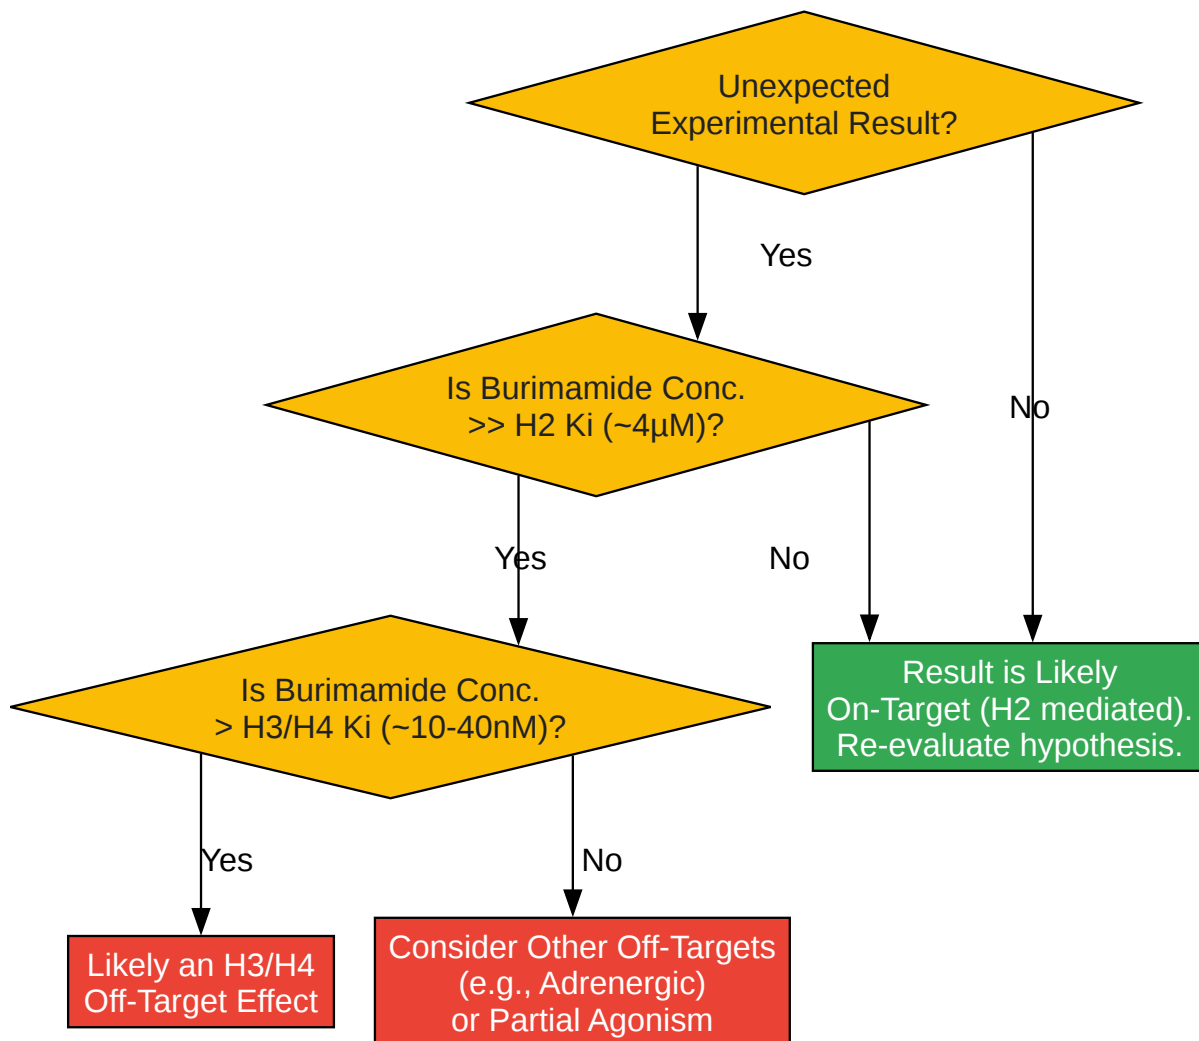 Unexpected
Experimental Result?
Yes
Is Burimamide Conc.
>> H2 Ki (~4µM)?
No
Yes
No
Is Burimamide Conc.
> H3/H4 Ki (~10-40nM)?
Result is Likely
On-Target (H2 mediated).
Re-evaluate hypothesis.
Yes
No
Likely an H3/H4
Off-Target Effect
Consider Other Off-Targets
(e.g., Adrenergic)
or Partial Agonism